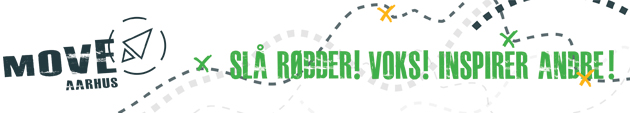 MOVE
AARHUS
SLÅ RØDDER! VOKS! INSPIRER ANDRE!